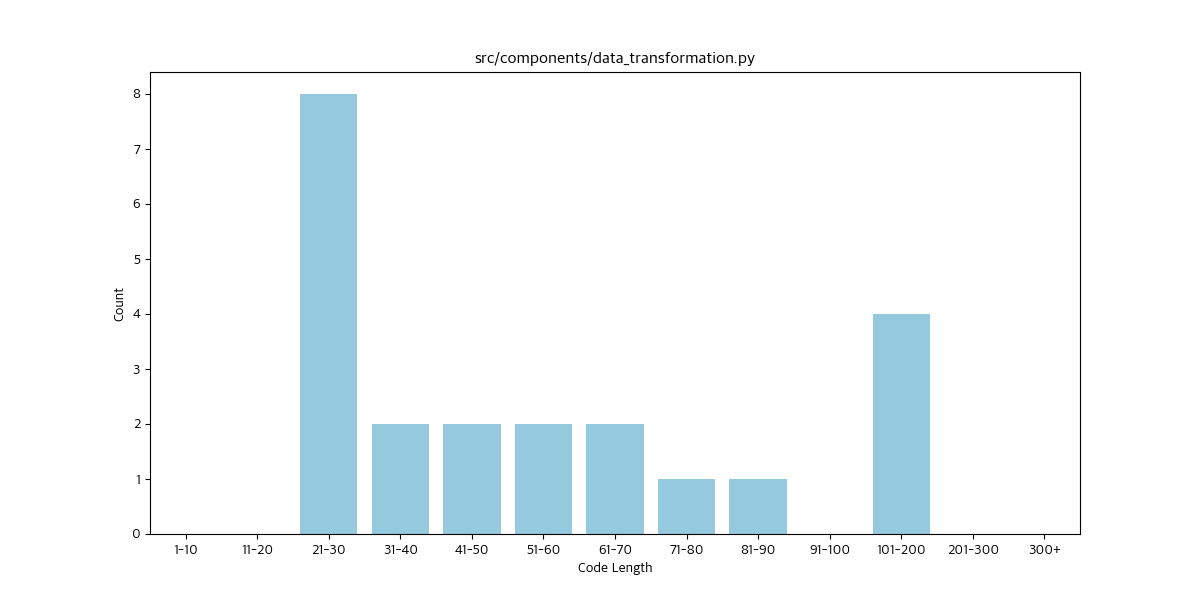 src/components/data_transformation.py
Count
8
7
6
5
4
3
2
1
0
1-10 11-20 21-30 31-40 41-50 51-60 61-70 71-80 81-90 91-100 101-200 201-300 300+
Code Length